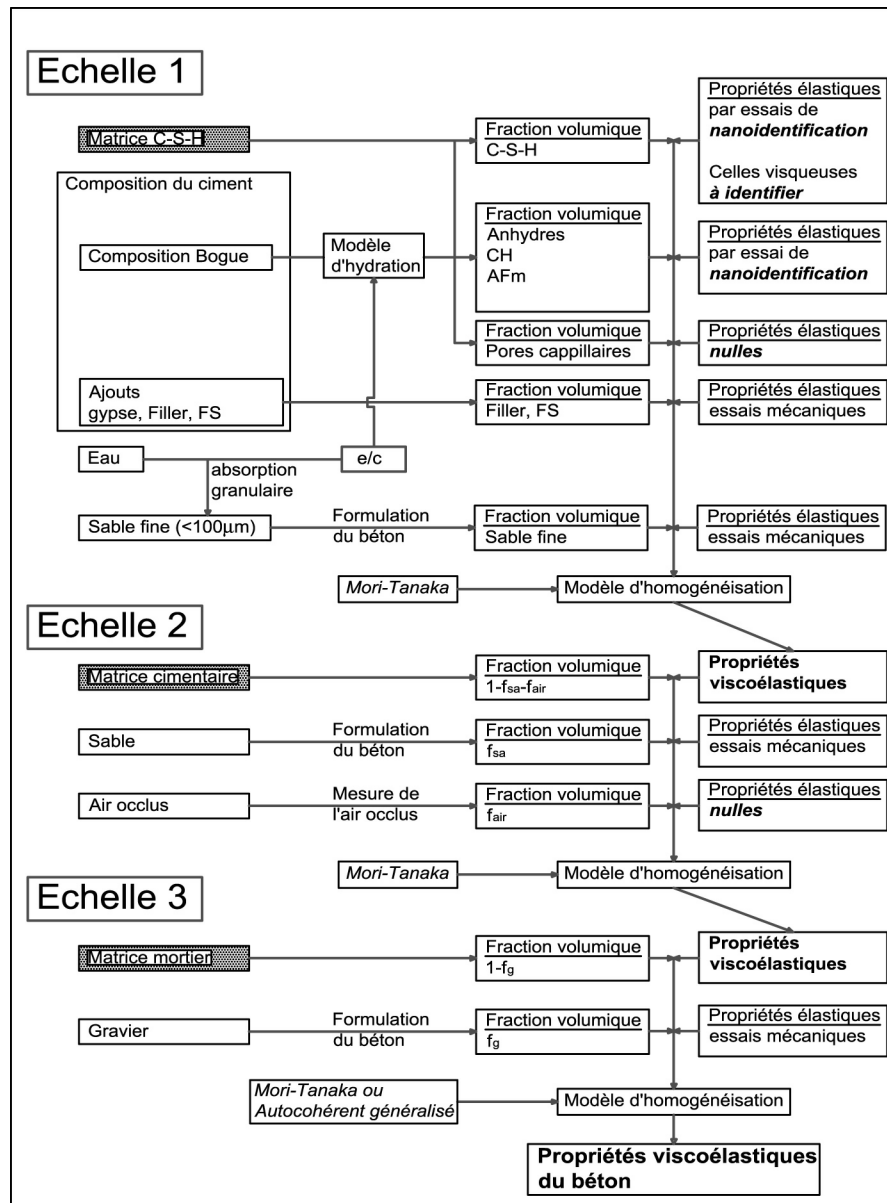 Echelle 1
Matrice C-S-H
Fraction volumique
C-S-H
Propriétés élastiques
par essais de
nanoidentification
Celles visqueuses
à identifier
Composition du ciment
Composition Bogue
Modèle
d'hydration
Fraction volumique
Anhydres
CH
AFm
Propriétés élastiques
par essai de
nanoidentification
Fraction volumique
Pores cappillaires
Propriétés élastiques
nulles
Ajouts
gypse, Filler, FS
Fraction volumique
Filler, FS
Propriétés élastiques
essais mécaniques
Eau
absorption
granulaire
e/c
Sable fine (<100µm)
Formulation
du béton
Fraction volumique
Sable fine
Propriétés élastiques
essais mécaniques
Mori-Tanaka
Modèle d'homogénéisation
Echelle 2
Matrice cimentaire
Fraction volumique
1-fsa-fair
Propriétés
viscoélastiques
Sable
Formulation
du béton
Fraction volumique
fsa
Propriétés élastiques
essais mécaniques
Air occlus
Mesure de
l'air occlus
Fraction volumique
fair
Propriétés élastiques
nulles
Mori-Tanaka
Modèle d'homogénéisation
Echelle 3
Matrice mortier
Fraction volumique
1-fg
Propriétés
viscoélastiques
Gravier
Formulation
du béton
Fraction volumique
fg
Propriétés élastiques
essais mécaniques
Mori-Tanaka ou
Autocohérent généralisé
Modèle d'homogénéisation
Propriétés viscoélastiques
du béton